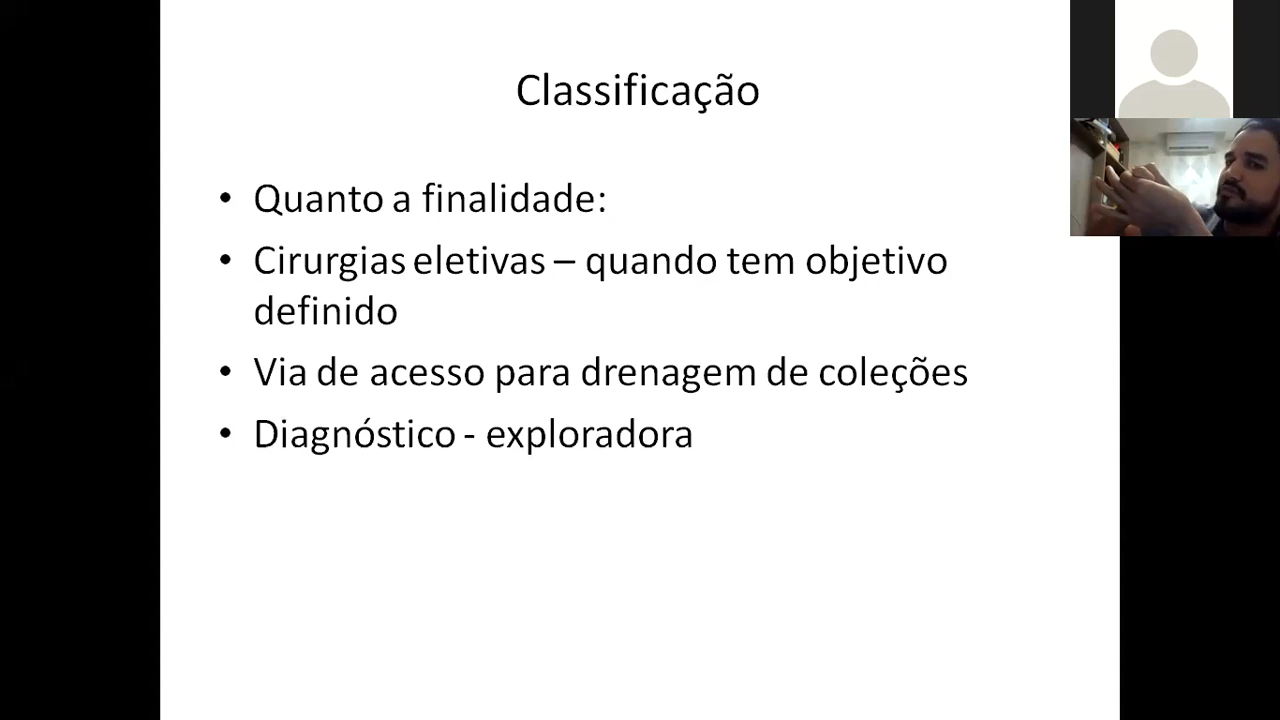 Classificação
• Quanto a finalidade:
• Cirurgias eletivas – quando tem objetivo
definido
• Via de acesso para drenagem de coleções
• Diagnóstico - exploradora